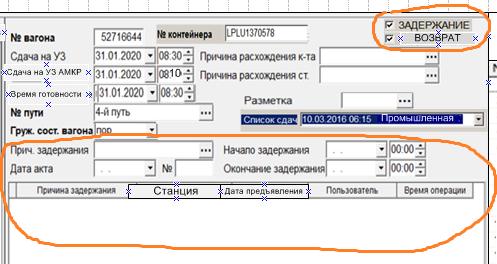 ЗАДЕРЖАНИЕ
ВОЗВРАТ
№ вагона 52716644 № контейнера LPLU1370578
Сдача на УЗ 31.01.2020 08:30 Причина расхождения к-та ...
Сдача на УЗ АМКР 31.01.2020 0810 Причина расхождения ст. ...
Время готовности 31.01.2020 08:30
Разметка ...
№ пути 4-й путь ...
Список сдач 10.03.2016 06:15 Промышленная
Груж. сост. вагона пор
Прич. задержания ... Начало задержания . . 00:00
Дата акта . . № Окончание задержания . . 00:00
Причина задержания Станция Дата предъявления Пользователь Время операции